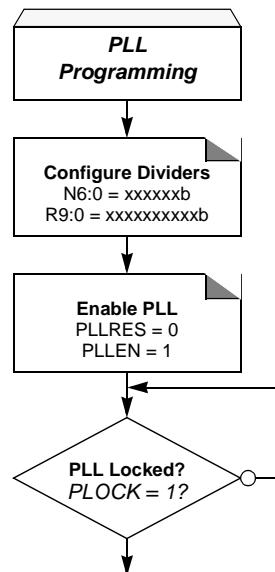 PLL
Programming
Configure Dividers
N6:0 = xxxxxxb
R9:0 = xxxxxxxxxxb
Enable PLL
PLLRES = 0
PLLEN = 1
PLL Locked?
PLOCK = 1?